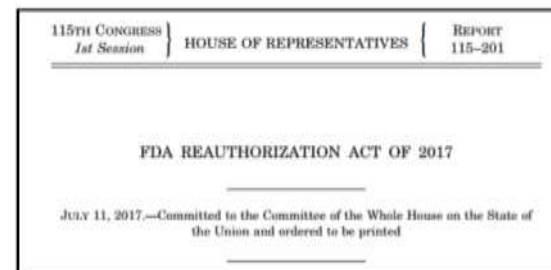 115TH CONGRESS
1st Session
HOUSE OF REPRESENTATIVES
REPORT
115–201
FDA REAUTHORIZATION ACT OF 2017
JULY 11, 2017.—Committed to the Committee of the Whole House on the State of
the Union and ordered to be printed